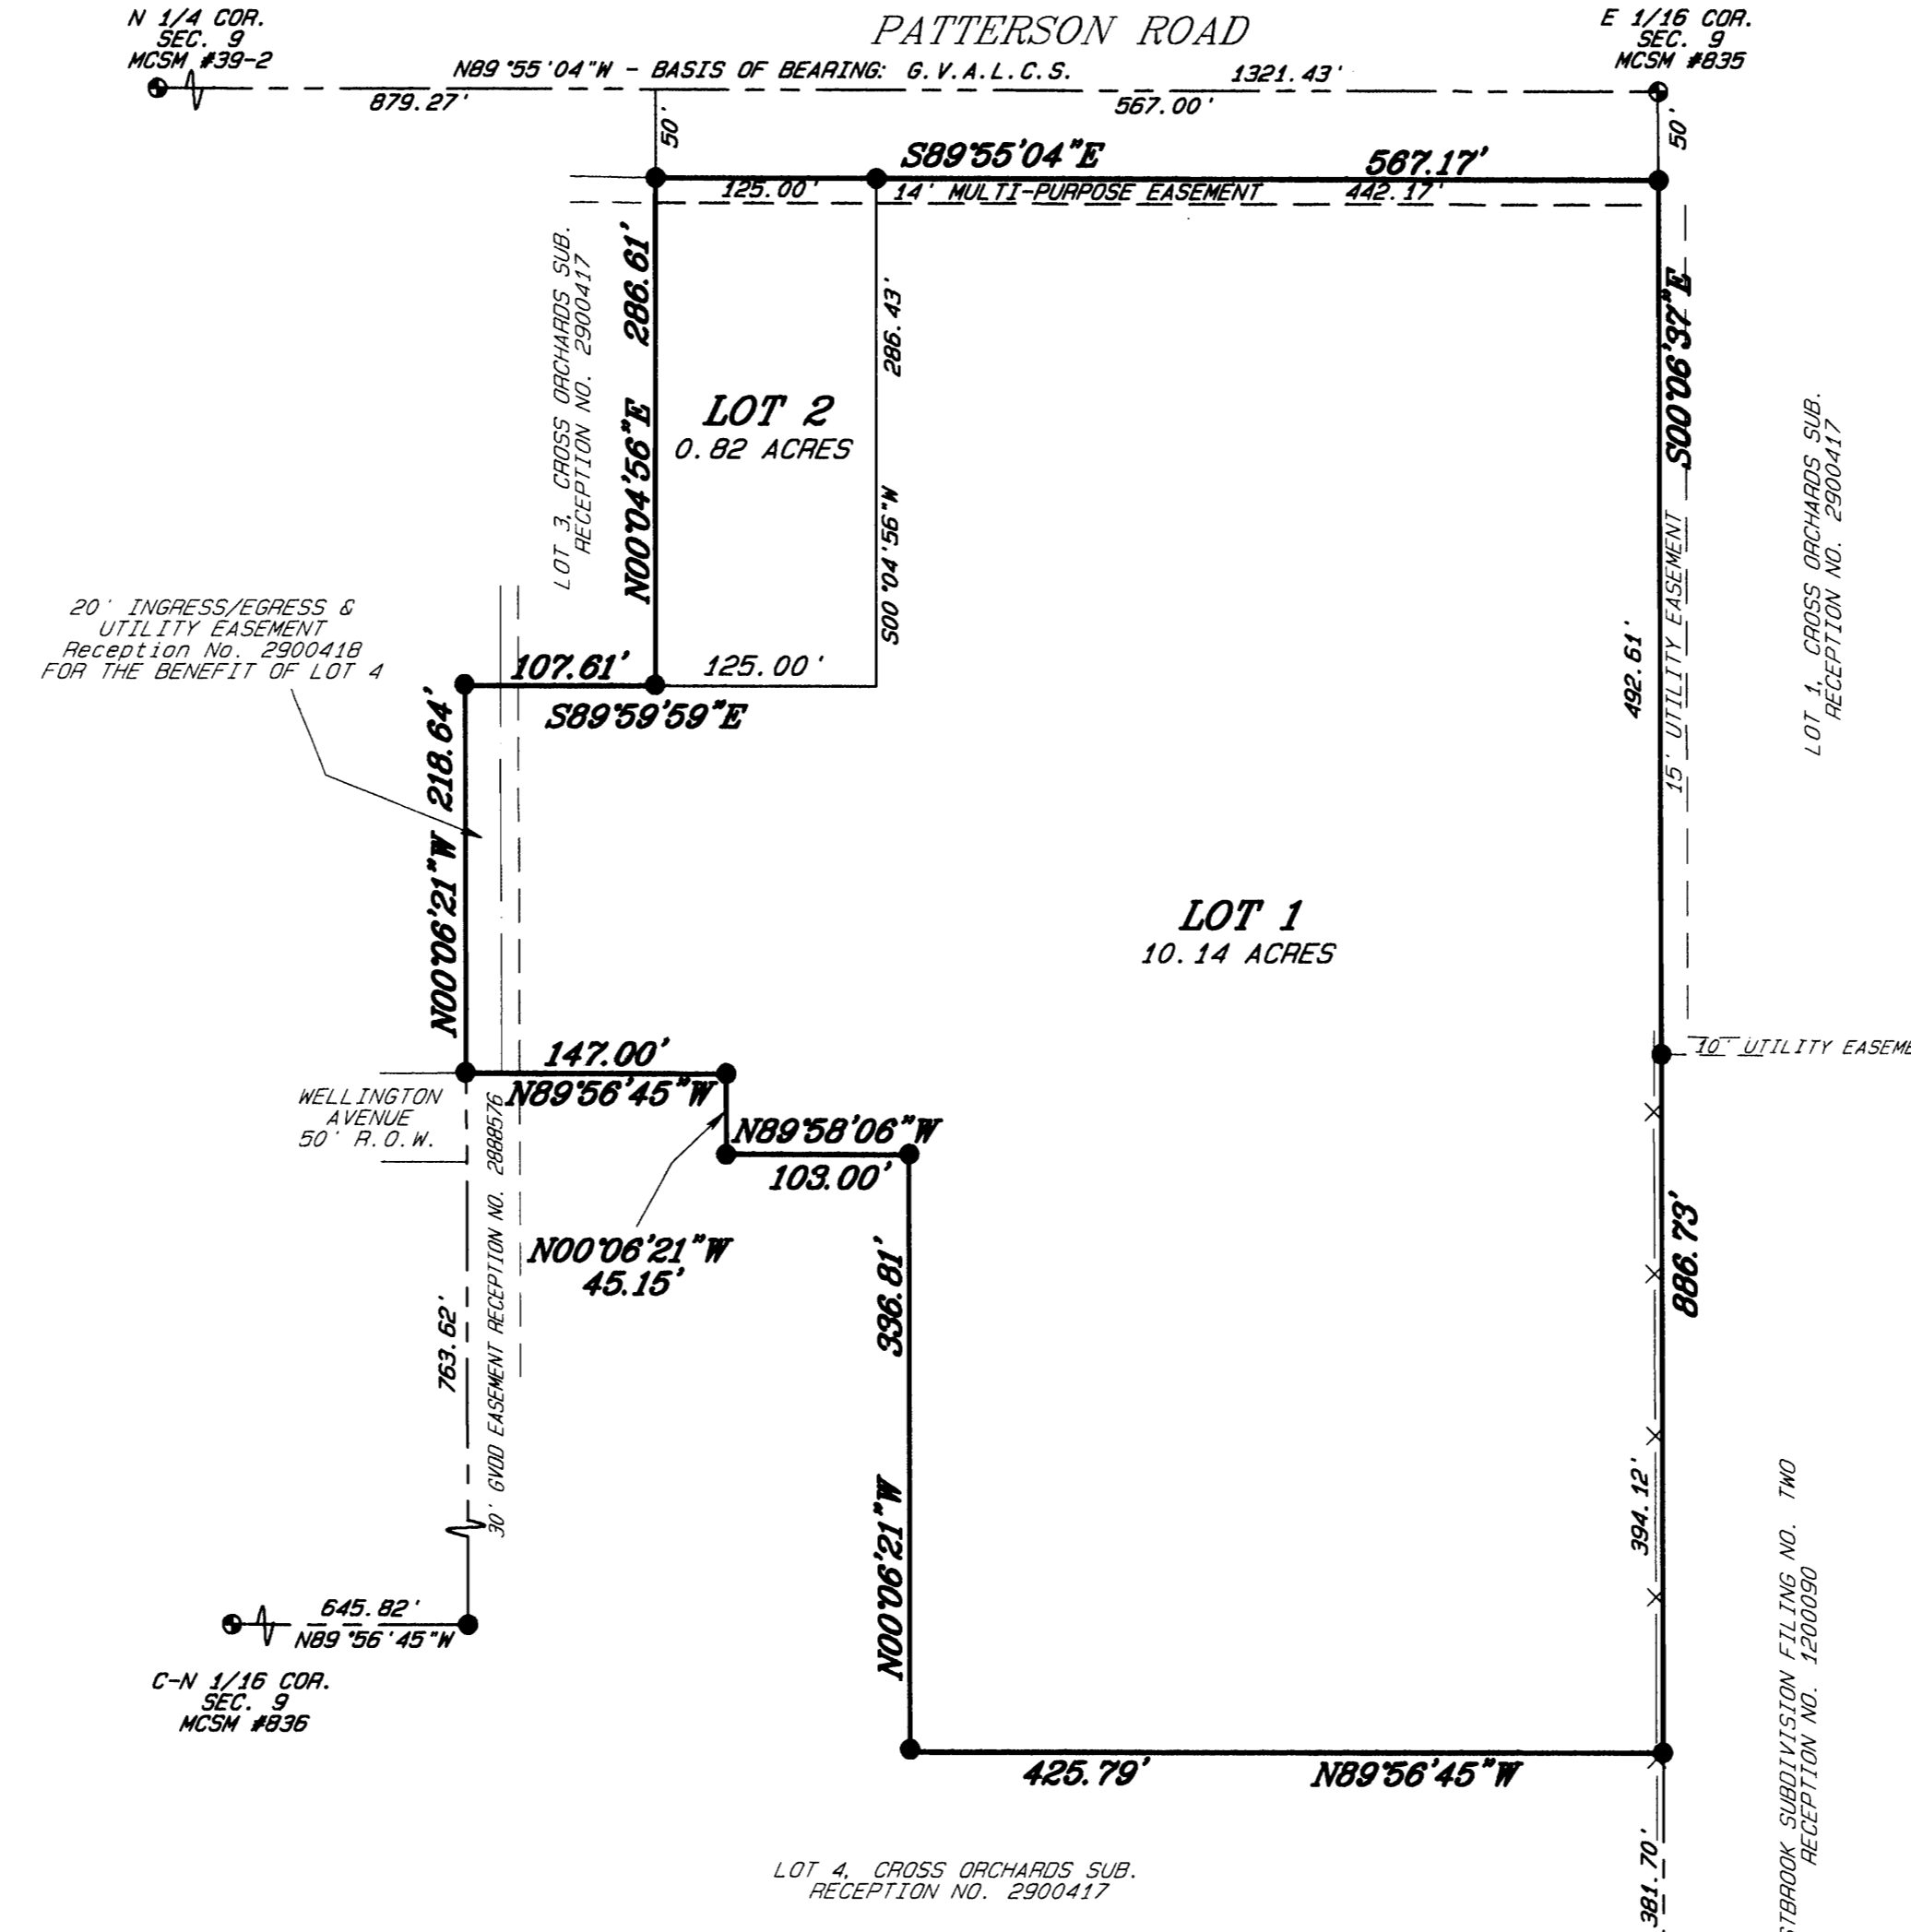 N 1/4 COR.
SEC. 9
MCSM #39-2
PATTERSON ROAD
E 1/16 COR.
SEC. 9
MCSM #835
N89°55'04"W - BASIS OF BEARING: G.V.A.L.C.S.
1321.43'
879.27'
567.00'
50'
50'
S89°55'04"E
567.17'
125.00'
14' MULTI-PURPOSE EASEMENT
442.17'
LOT 3, CROSS ORCHARDS SUB.
RECEPTION NO. 2900417
N00°04'56"E 286.61'
286.43'
S00°04'56"W
LOT 2
0.82 ACRES
S00°06'37"E
492.61'
15' UTILITY EASEMENT
LOT 1, CROSS ORCHARDS SUB.
RECEPTION NO. 2900417
20' INGRESS/EGRESS &
UTILITY EASEMENT
Reception No. 2900418
FOR THE BENEFIT OF LOT 4
107.61'
125.00'
S89°59'59"E
N00°06'21"W 218.64'
LOT 1
10.14 ACRES
147.00'
N89°56'45"W
10' UTILITY EASEME
WELLINGTON
AVENUE
50' R.O.W.
N89°58'06"W
103.00'
N00°06'21"W
45.15'
763.62'
30' GVDD EASEMENT RECEPTION NO. 2888576
N00°06'21"W 336.81'
886.73'
394.12'
645.82'
N89°56'45"W
C-N 1/16 COR.
SEC. 9
MCSM #836
425.79'
N89°56'45"W
LOT 4, CROSS ORCHARDS SUB.
RECEPTION NO. 2900417
381.70'
STBROOK SUBDIVISION FILING NO. TWO
RECEPTION NO. 1200090